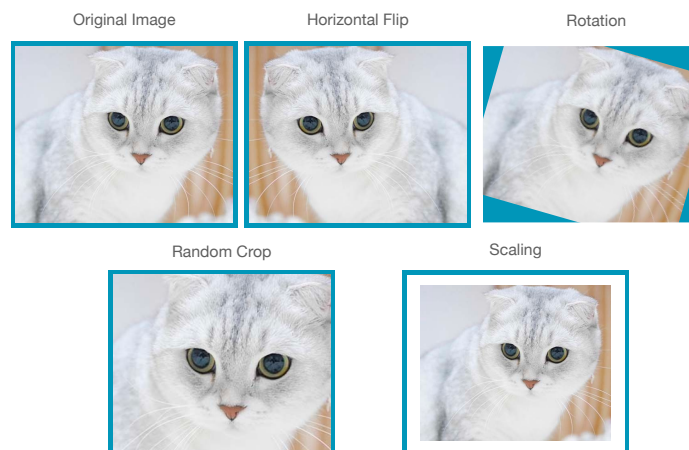 Original Image
Horizontal Flip
Rotation
Random Crop
Scaling